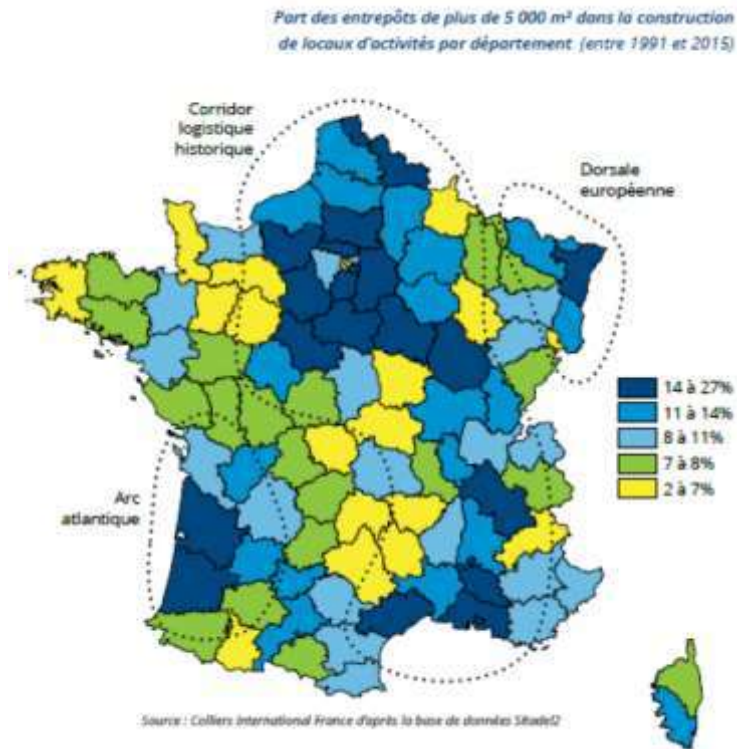 Part des entrepôts de plus de 5 000 m² dans la construction
de locaux d'activités par département (entre 1991 et 2015)
Corridor
logistique
historique
Dorsale
européenne
14 à 27%
11 à 14%
8 à 11%
7 à 8%
2 à 7%
Arc
atlantique
Source : Colliers International France d'après la base de données Sitadel2